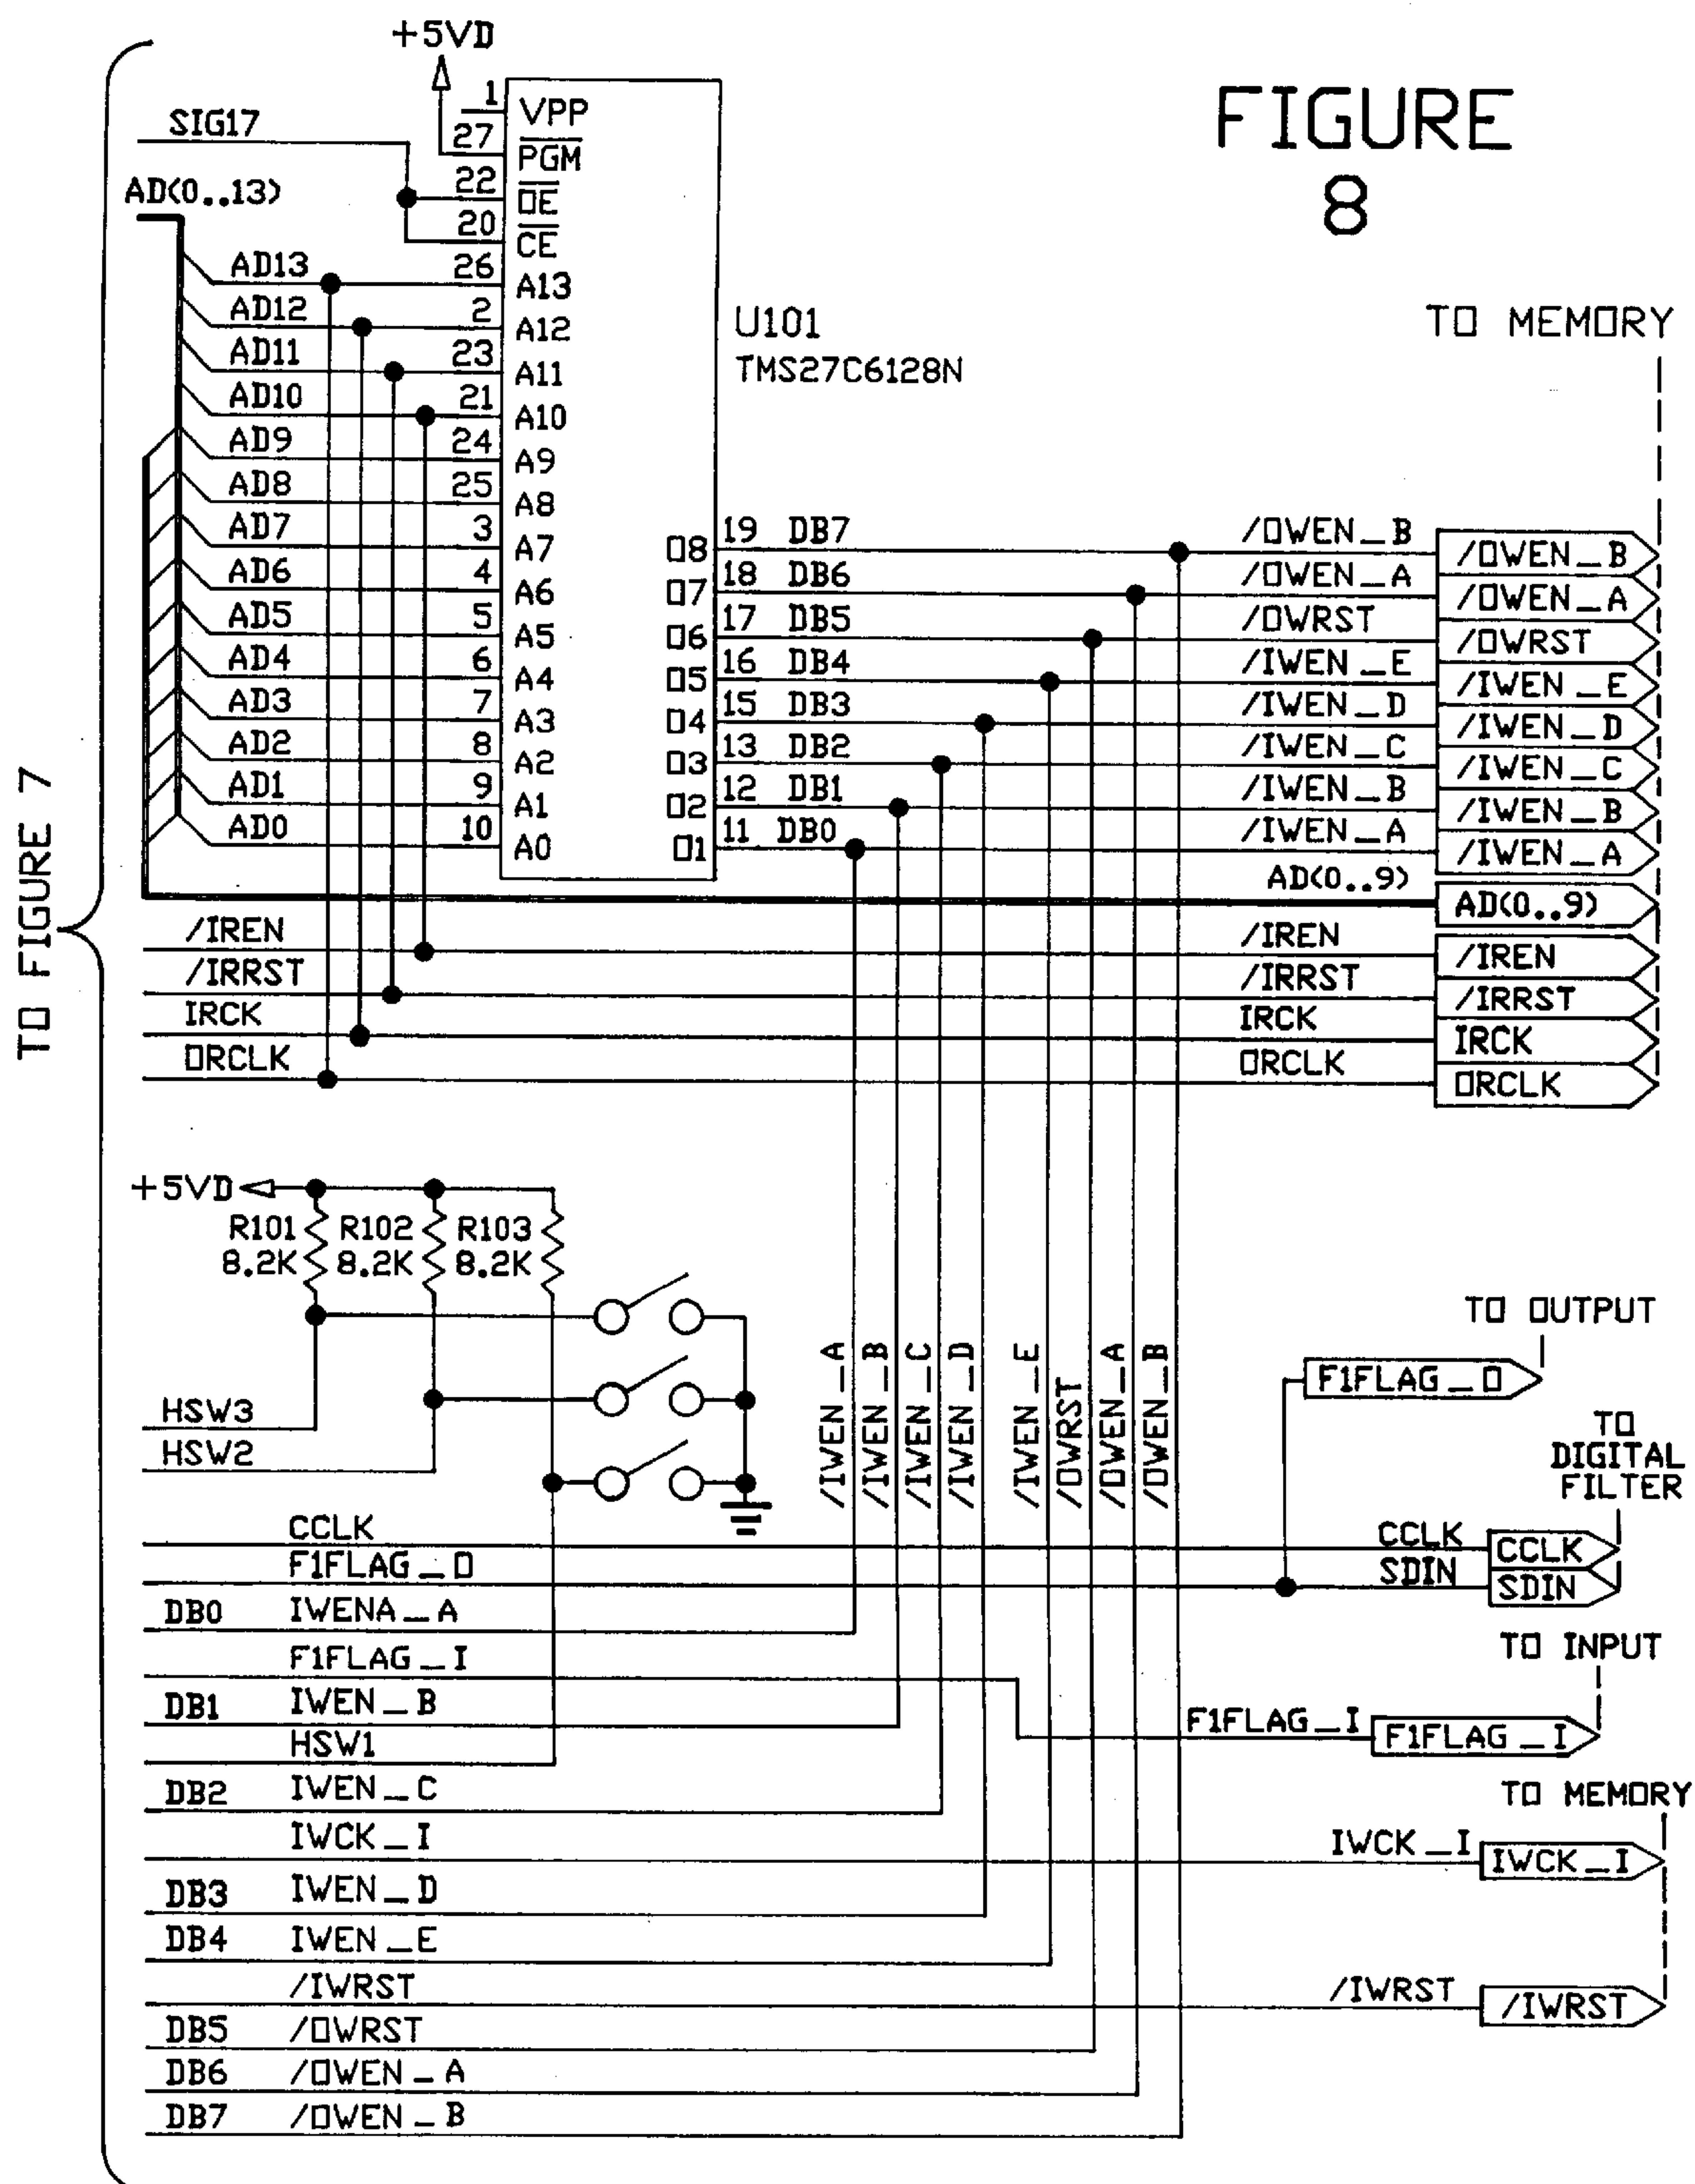 FIGURE
8
TO FIGURE 7
+5VD
SIG17
AD(0..13)
1 VPP
27 PGM
22 OE
20 CE
AD13 26 A13
AD12 2 A12
AD11 23 A11
AD10 21 A10
AD9 24 A9
AD8 25 A8
AD7 3 A7
AD6 4 A6
AD5 5 A5
AD4 6 A4
AD3 7 A3
AD2 8 A2
AD1 9 A1
AD0 10 A0
U101
TMS27C6128N
TO MEMORY
O8 19 DB7 /OWEN_B /OWEN_B
O7 18 DB6 /OWEN_A /OWEN_A
O6 17 DB5 /OWRST /OWRST
O5 16 DB4 /IWEN_E /IWEN_E
O4 15 DB3 /IWEN_D /IWEN_D
O3 13 DB2 /IWEN_C /IWEN_C
O2 12 DB1 /IWEN_B /IWEN_B
O1 11 DB0 /IWEN_A /IWEN_A
AD(0..9) AD(0..9)
/IREN /IREN /IREN
/IRRST /IRRST /IRRST
IRCK IRCK IRCK
ORCLK ORCLK ORCLK
+5VD
R101 R102 R103
8.2K 8.2K 8.2K
HSW3
HSW2
/IWEN_A
/IWEN_B
/IWEN_C
/IWEN_D
/IWEN_E
/OWRST
/OWEN_A
/OWEN_B
TO OUTPUT
F1FLAG_O
TO
DIGITAL
FILTER
CCLK CCLK CCLK
F1FLAG_O SDIN SDIN
DB0 IWENA_A
TO INPUT
F1FLAG_I F1FLAG_I F1FLAG_I
DB1 IWEN_B
HSW1
DB2 IWEN_C
TO MEMORY
IWCK_I IWCK_I IWCK_I
DB3 IWEN_D
DB4 IWEN_E
/IWRST /IWRST /IWRST
DB5 /OWRST
DB6 /OWEN_A
DB7 /OWEN_B